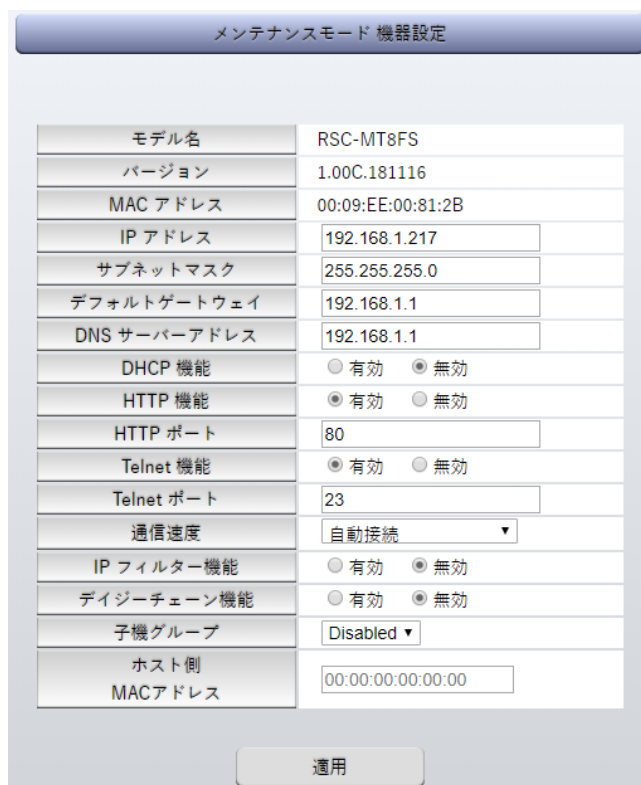 メンテナンスモード 機器設定
モデル名 RSC-MT8FS
バージョン 1.00C.181116
MAC アドレス 00:09:EE:00:81:2B
IP アドレス 192.168.1.217
サブネットマスク 255.255.255.0
デフォルトゲートウェイ 192.168.1.1
DNS サーバーアドレス 192.168.1.1
DHCP 機能 有効 無効
HTTP 機能 有効 無効
HTTP ポート 80
Telnet 機能 有効 無効
Telnet ポート 23
通信速度 自動接続
IP フィルター機能 有効 無効
デイジーチェーン機能 有効 無効
子機グループ Disabled
ホスト側
MACアドレス 00:00:00:00:00:00
適用